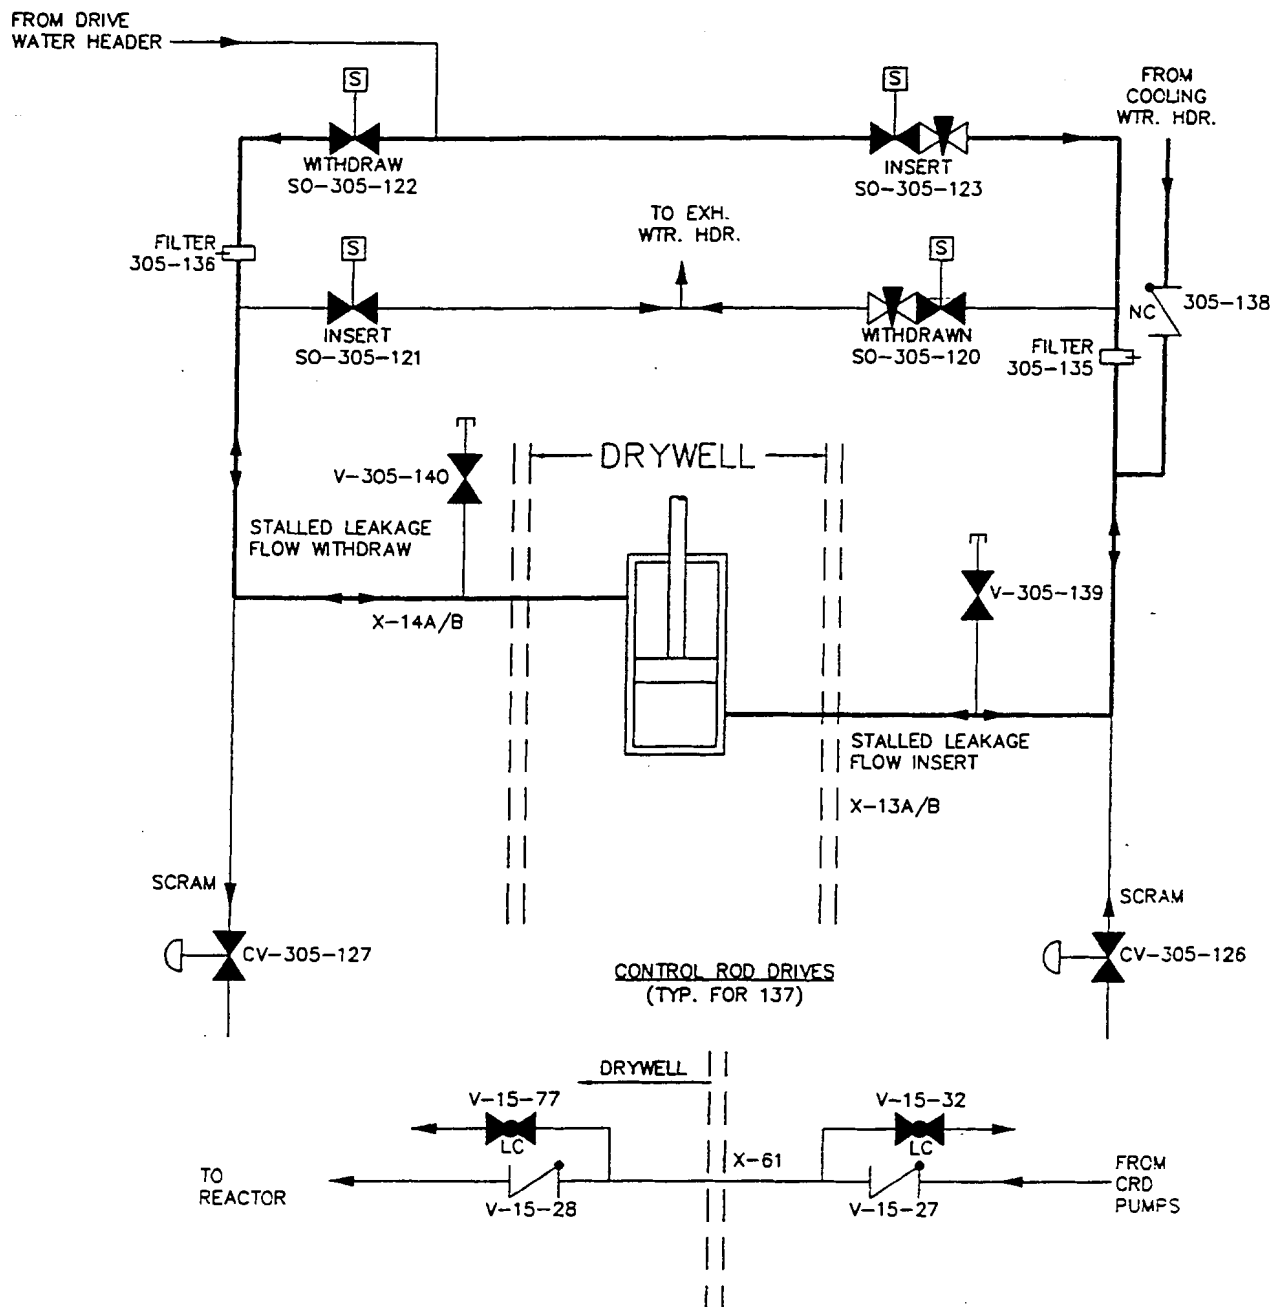 FROM DRIVE
WATER HEADER
S
S
FROM
COOLING
WTR. HDR.
WITHDRAW
SO-305-122
INSERT
SO-305-123
TO EXH.
WTR. HDR.
FILTER
305-136
S
S
INSERT
SO-305-121
WITHDRAWN
SO-305-120
NC
305-138
FILTER
305-135
DRYWELL
V-305-140
STALLED LEAKAGE
FLOW WITHDRAW
V-305-139
X-14A/B
STALLED LEAKAGE
FLOW INSERT
X-13A/B
SCRAM
SCRAM
CV-305-127
CV-305-126
CONTROL ROD DRIVES
(TYP. FOR 137)
DRYWELL
V-15-77
V-15-32
LC
LC
X-61
TO
REACTOR
FROM
CRD
PUMPS
V-15-28
V-15-27